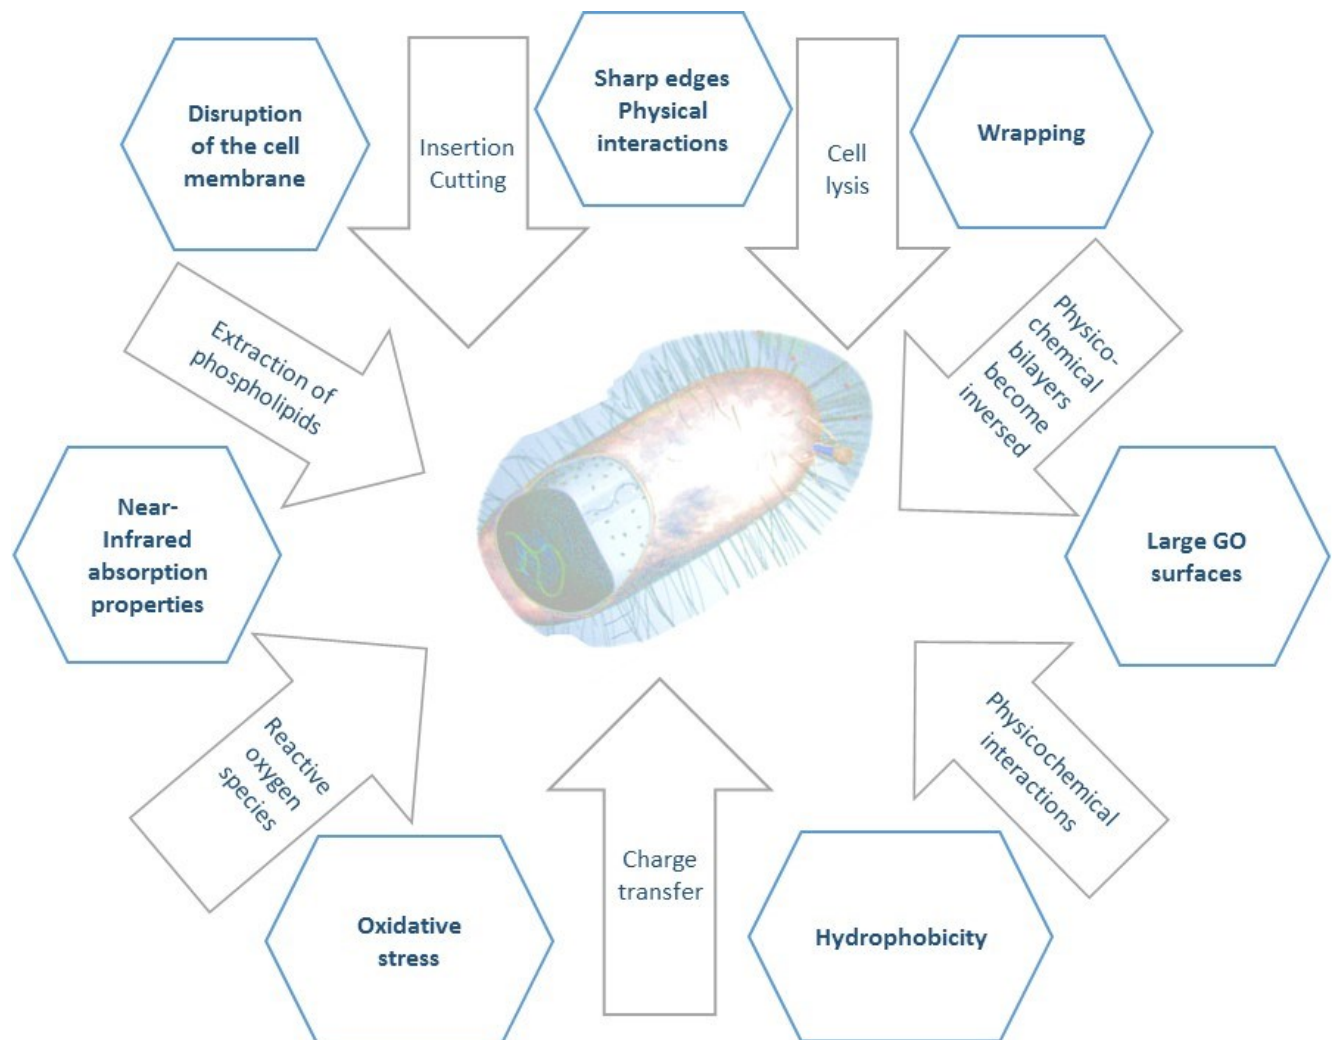 Disruption
of the cell
membrane
Insertion
Cutting
Sharp edges
Physical
interactions
Cell
lysis
Wrapping
Extraction of
phospholipids
Physico-
chemical
bilayers
become
inversed
Near-
Infrared
absorption
properties
Large GO
surfaces
Reactive
oxygen
species
Physicochemical
interactions
Charge
transfer
Oxidative
stress
Hydrophobicity